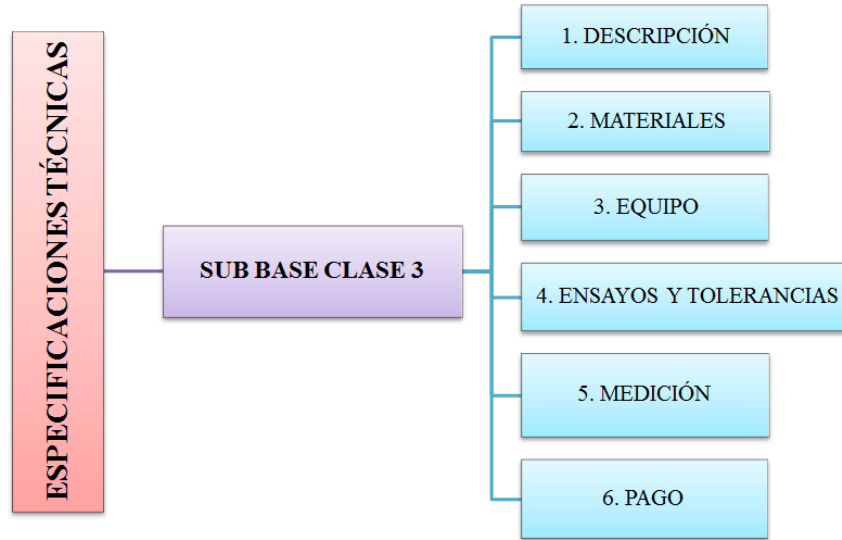 ESPECIFICACIONES TÉCNICAS
SUB BASE CLASE 3
1. DESCRIPCIÓN
2. MATERIALES
3. EQUIPO
4. ENSAYOS Y TOLERANCIAS
5. MEDICIÓN
6. PAGO